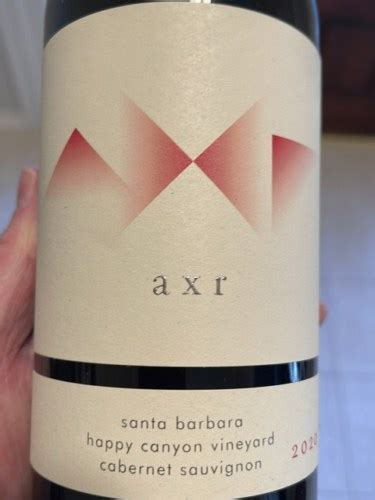 axr
santa barbara
happy canyon vineyard
cabernet sauvignon
2020